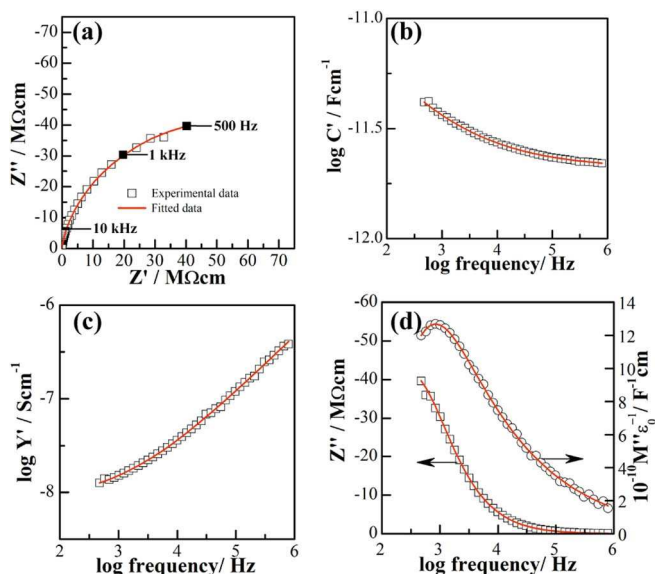 (a)
-70
-60
-50
-40
-30
-20
-10
0
Z'' / MΩcm
500 Hz
1 kHz
10 kHz
Experimental data
Fitted data
0 10 20 30 40 50 60 70
Z' / MΩcm
(b)
-11.0
-11.5
-12.0
log C' / Fcm⁻¹
2 3 4 5 6
log frequency/ Hz
(c)
-6
-7
-8
log Y' / Scm⁻¹
2 3 4 5 6
log frequency/ Hz
(d)
-60
-50
-40
-30
-20
-10
0
Z'' / MΩcm
14
12
10
8
6
4
2
0
10⁻¹⁰ M''ε₀⁻¹/ F⁻¹cm
2 3 4 5 6
log frequency/ Hz